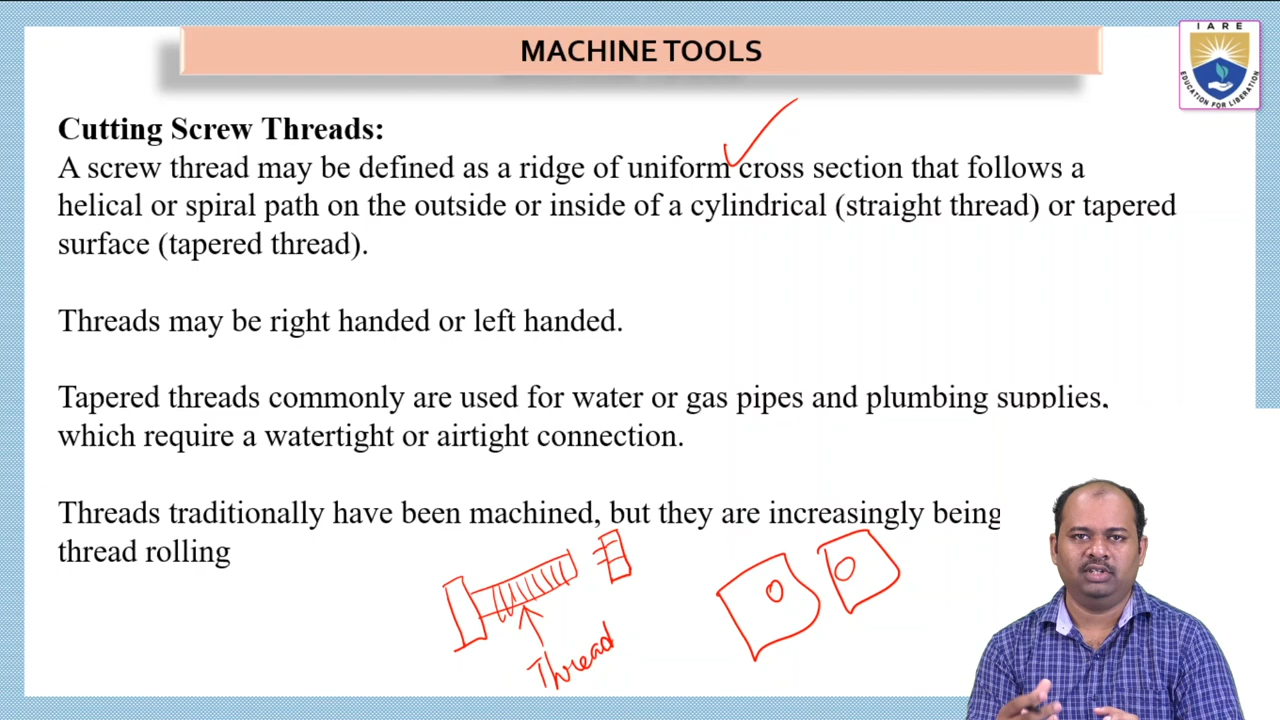 MACHINE TOOLS
IARE
EDUCATION FOR LIBERATION
Cutting Screw Threads:
A screw thread may be defined as a ridge of uniform cross section that follows a
helical or spiral path on the outside or inside of a cylindrical (straight thread) or tapered
surface (tapered thread).
Threads may be right handed or left handed.
Tapered threads commonly are used for water or gas pipes and plumbing supplies,
which require a watertight or airtight connection.
Threads traditionally have been machined, but they are increasingly being
thread rolling
Thread